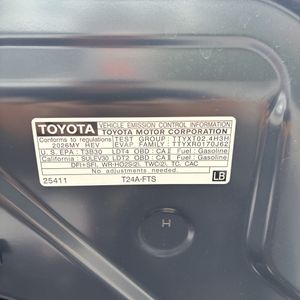 TOYOTA VEHICLE EMISSION CONTROL INFORMATION
TOYOTA MOTOR CORPORATION
Conforms to regulations TEST GROUP : TTYXT02.4H3H
2026MY REV EVAP FAMILY : TTYXR0170J62
U.S. EPA : T3B30 LDT4 OBD : CAⅡ Fuel : Gasoline
California : SULEV30 LDT2 OBD : CAⅡ Fuel : Gasoline
DFI+SFI, WR-HO2S(2), TWC(2), TC, CAC
No adjustments needed.
25411 T24A-FTS LB
H